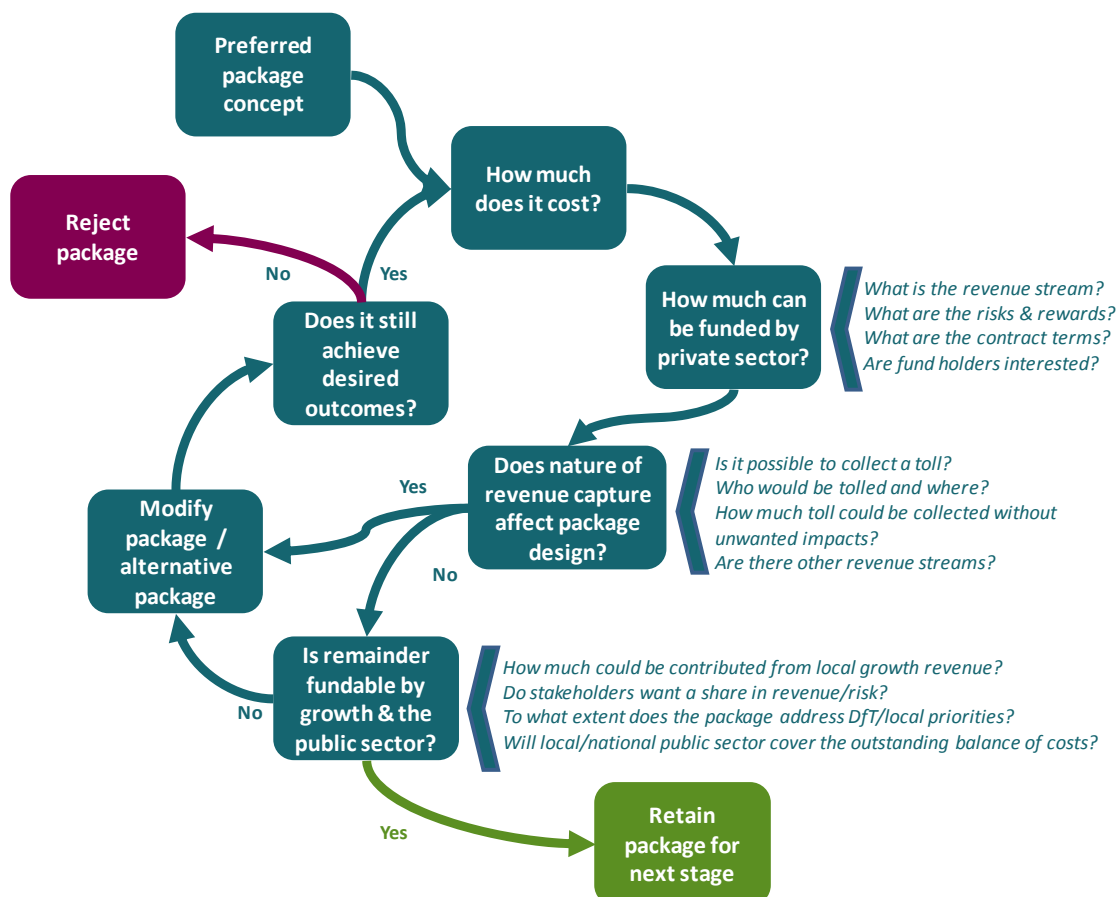 Preferred
package
concept
How much
does it cost?
Reject
package
No
Yes
How much can
be funded by
private sector?
What is the revenue stream?
What are the risks & rewards?
What are the contract terms?
Are fund holders interested?
Does it still
achieve
desired
outcomes?
Does nature of
revenue capture
affect package
design?
Is it possible to collect a toll?
Who would be tolled and where?
How much toll could be collected without
unwanted impacts?
Are there other revenue streams?
Yes
No
Modify
package /
alternative
package
Is remainder
fundable by
growth & the
public sector?
How much could be contributed from local growth revenue?
Do stakeholders want a share in revenue/risk?
To what extent does the package address DfT/local priorities?
Will local/national public sector cover the outstanding balance of costs?
No
Yes
Retain
package for
next stage